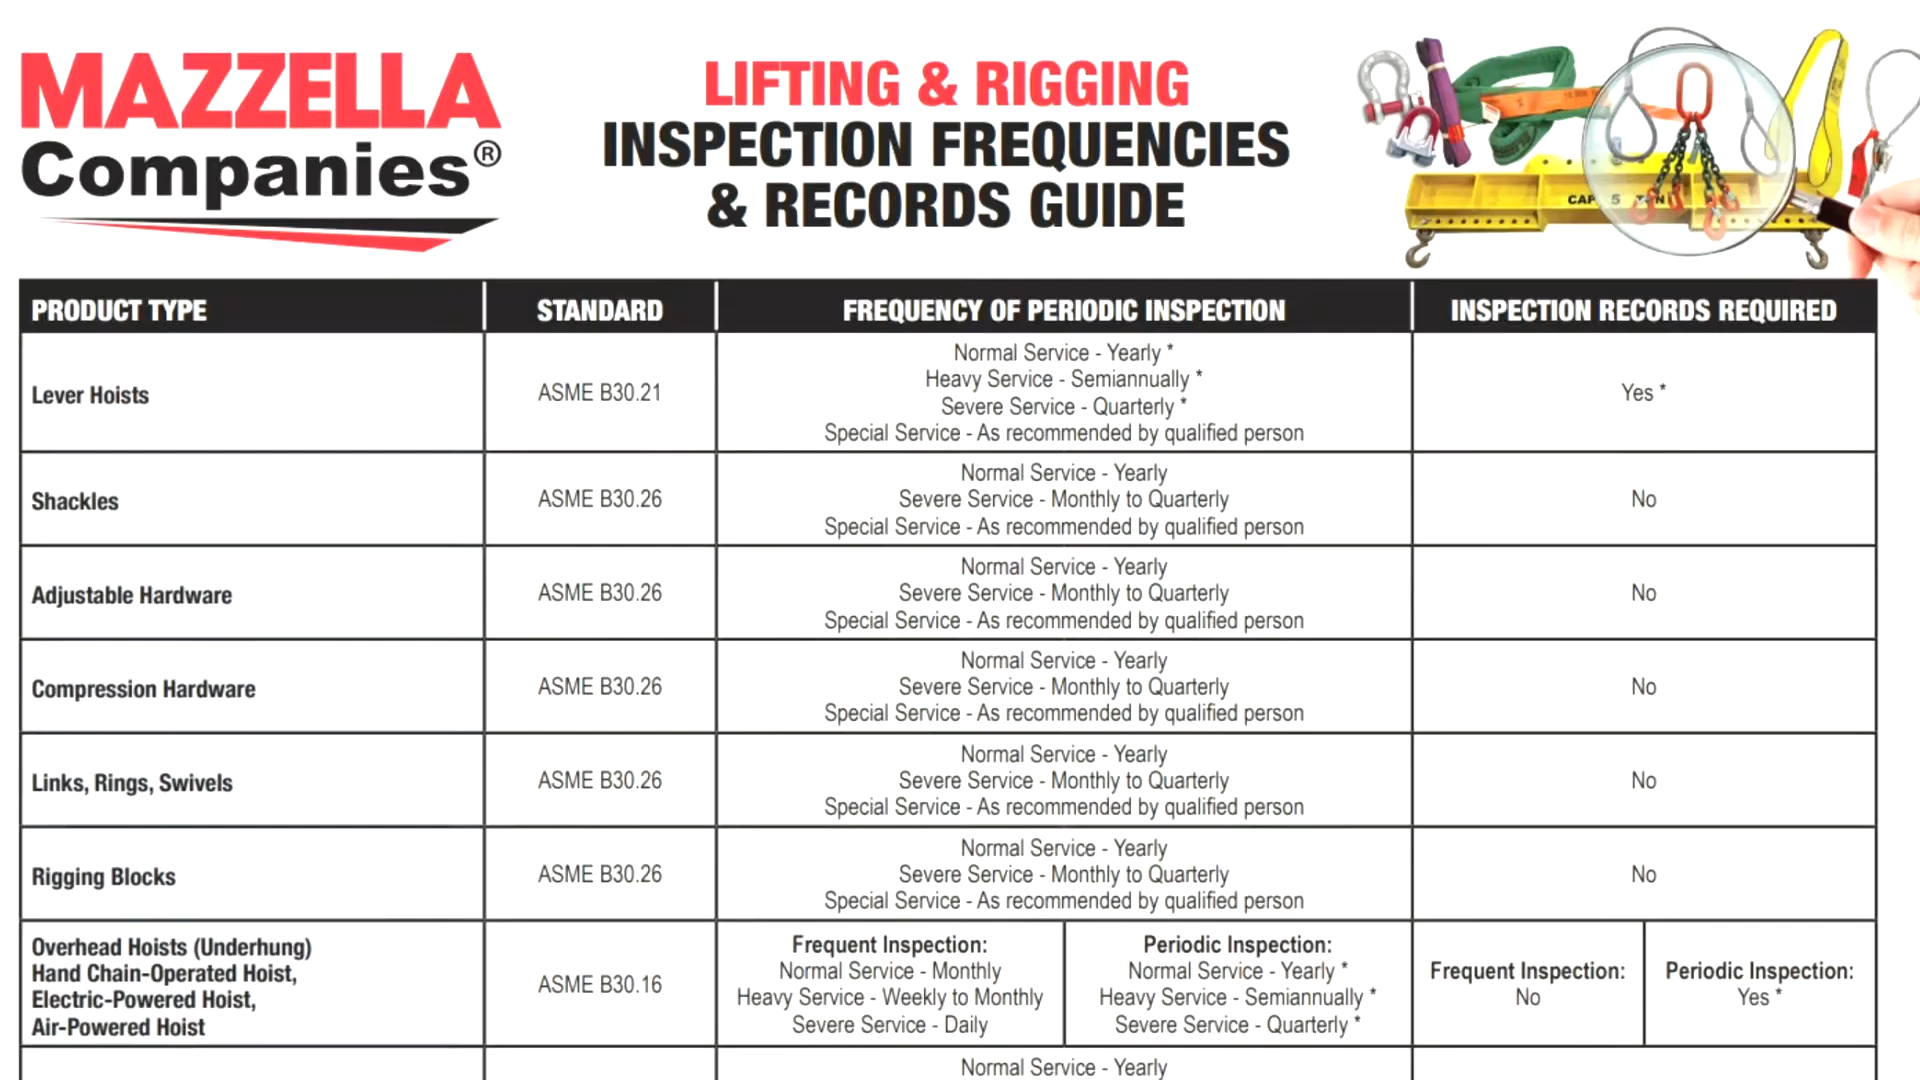 MAZZELLA
Companies®
LIFTING & RIGGING
INSPECTION FREQUENCIES
& RECORDS GUIDE
PRODUCT TYPE
STANDARD
FREQUENCY OF PERIODIC INSPECTION
INSPECTION RECORDS REQUIRED
Lever Hoists
ASME B30.21
Normal Service - Yearly *
Heavy Service - Semiannually *
Severe Service - Quarterly *
Special Service - As recommended by qualified person
Yes *
Shackles
ASME B30.26
Normal Service - Yearly
Severe Service - Monthly to Quarterly
Special Service - As recommended by qualified person
No
Adjustable Hardware
ASME B30.26
Normal Service - Yearly
Severe Service - Monthly to Quarterly
Special Service - As recommended by qualified person
No
Compression Hardware
ASME B30.26
Normal Service - Yearly
Severe Service - Monthly to Quarterly
Special Service - As recommended by qualified person
No
Links, Rings, Swivels
ASME B30.26
Normal Service - Yearly
Severe Service - Monthly to Quarterly
Special Service - As recommended by qualified person
No
Rigging Blocks
ASME B30.26
Normal Service - Yearly
Severe Service - Monthly to Quarterly
Special Service - As recommended by qualified person
No
Overhead Hoists (Underhung)
Hand Chain-Operated Hoist,
Electric-Powered Hoist,
Air-Powered Hoist
ASME B30.16
Frequent Inspection:
Normal Service - Monthly
Heavy Service - Weekly to Monthly
Severe Service - Daily
Periodic Inspection:
Normal Service - Yearly *
Heavy Service - Semiannually *
Severe Service - Quarterly *
Frequent Inspection:
No
Periodic Inspection:
Yes *
Normal Service - Yearly